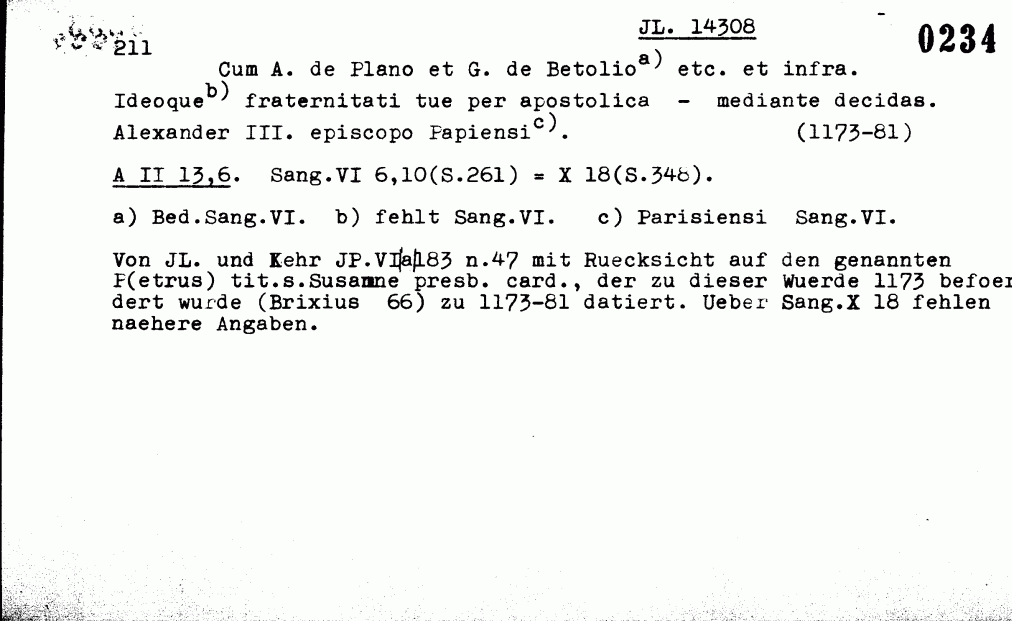 JL. 14308
0234
211
Cum A. de Plano et G. de Betolio a) etc. et infra.
Ideoque b) fraternitati tue per apostolica - mediante decidas.
Alexander III. episcopo Papiensi c). (1173-81)
A II 13,6. Sang.VI 6,10(S.261) = X 18(S.348).
a) Bed.Sang.VI. b) fehlt Sang.VI. c) Parisiensi Sang.VI.
Von JL. und Kehr JP.VI|a|183 n.47 mit Ruecksicht auf den genannten
P(etrus) tit.s.Susanne presb. card., der zu dieser Wuerde 1173 befoer
dert wurde (Brixius 66) zu 1173-81 datiert. Ueber Sang.X 18 fehlen
naehere Angaben.